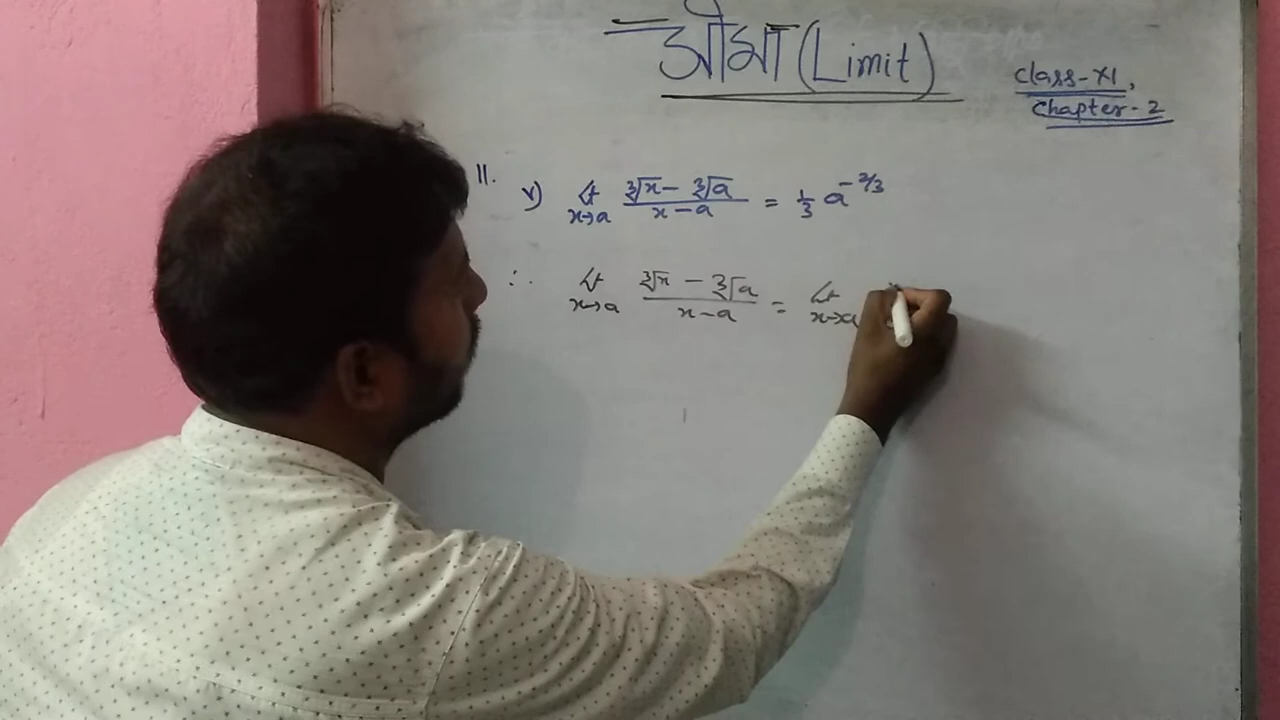 সীমা (Limit)
Class-XI,
Chapter-2
11.
v) Lt x→a (∛x - ∛a)/(x-a) = 1/3 a^(-2/3)
∴ Lt x→a (∛x - ∛a)/(x-a) = Lt x→a